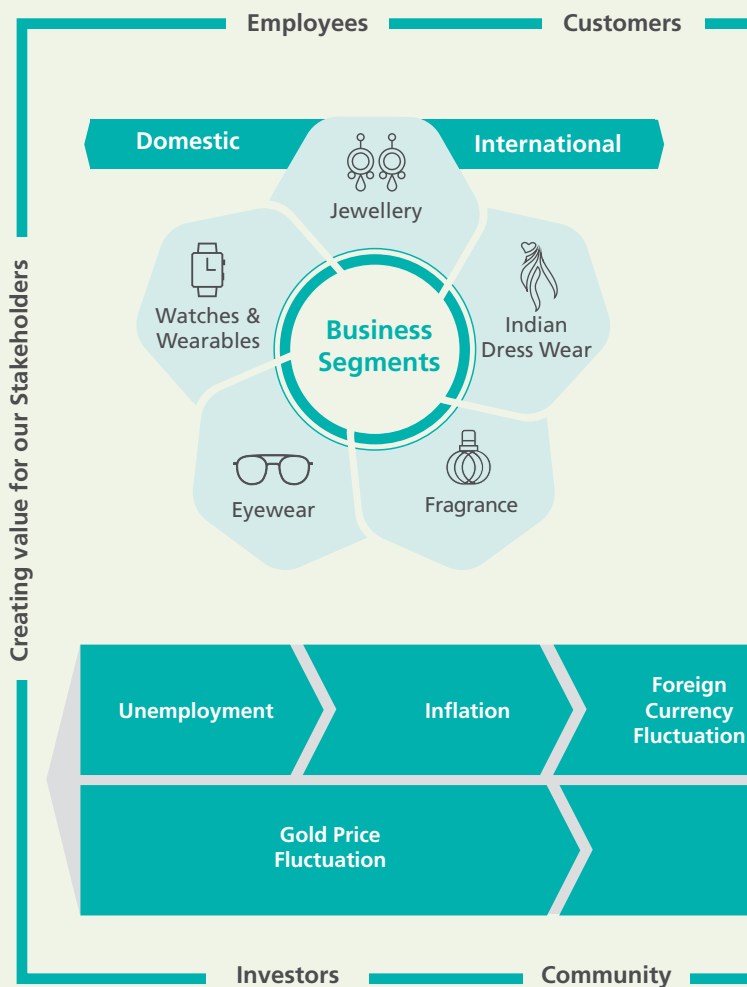 Employees
Customers
Domestic
International
Jewellery
Watches &
Wearables
Business
Segments
Indian
Dress Wear
Eyewear
Fragrance
Creating value for our Stakeholders
Unemployment
Inflation
Foreign
Currency
Fluctuation
Gold Price
Fluctuation
Investors
Community